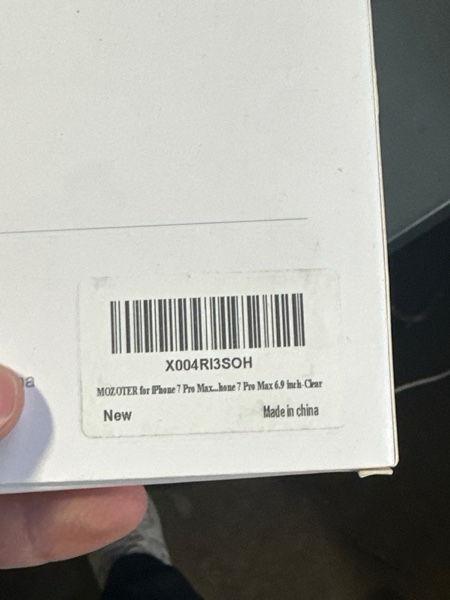 X004RI3SOH
MOZOTER for iPhone 7 Pro Max...hone 7 Pro Max 6.9 inch-Clear
New
Made in china
na